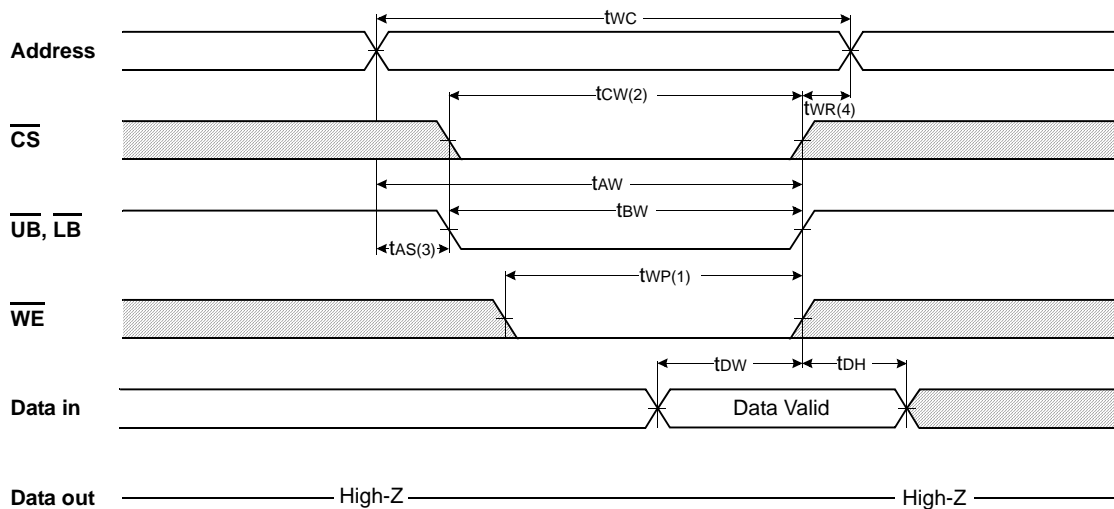 tWC
Address
tCW(2)
tWR(4)
CS
tAW
UB, LB
tBW
tAS(3)
tWP(1)
WE
tDW
tDH
Data in
Data Valid
Data out
High-Z
High-Z